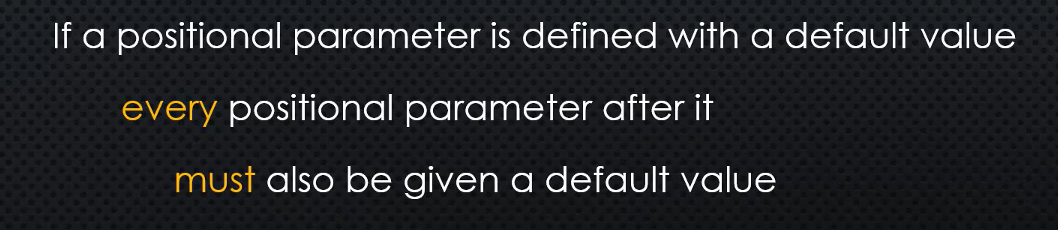 If a positional parameter is defined with a default value
every positional parameter after it
must also be given a default value